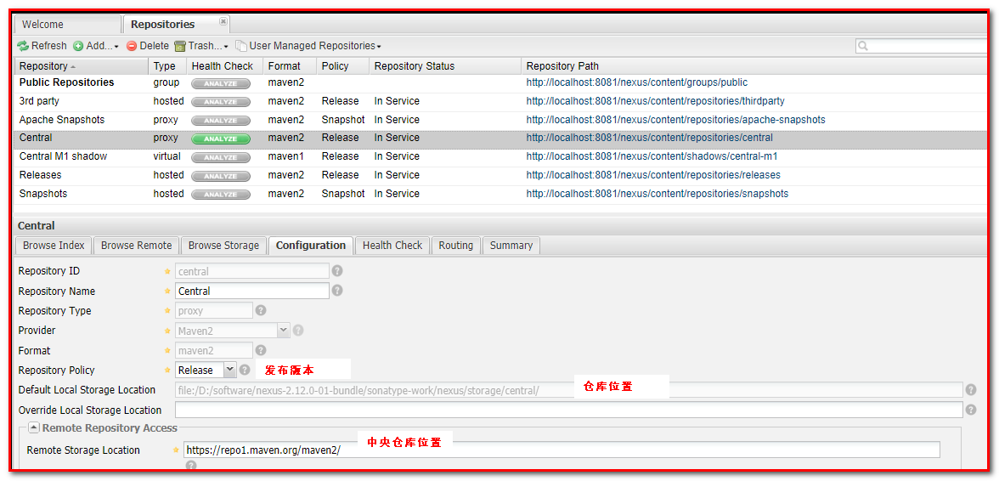 Welcome Repositories
Refresh Add... Delete Trash... User Managed Repositories
Repository Type Health Check Format Policy Repository Status Repository Path
Public Repositories group ANALYZE maven2 http://localhost:8081/nexus/content/groups/public
3rd party hosted ANALYZE maven2 Release In Service http://localhost:8081/nexus/content/repositories/thirdparty
Apache Snapshots proxy ANALYZE maven2 Snapshot In Service http://localhost:8081/nexus/content/repositories/apache-snapshots
Central proxy ANALYZE maven2 Release In Service http://localhost:8081/nexus/content/repositories/central
Central M1 shadow virtual ANALYZE maven1 Release In Service http://localhost:8081/nexus/content/shadows/central-m1
Releases hosted ANALYZE maven2 Release In Service http://localhost:8081/nexus/content/repositories/releases
Snapshots hosted ANALYZE maven2 Snapshot In Service http://localhost:8081/nexus/content/repositories/snapshots
Central
Browse Index Browse Remote Browse Storage Configuration Health Check Routing Summary
Repository ID central
Repository Name Central
Repository Type proxy
Provider Maven2
Format maven2
Repository Policy Release 发布版本
Default Local Storage Location file:/D:/software/nexus-2.12.0-01-bundle/sonatype-work/nexus/storage/central/ 仓库位置
Override Local Storage Location
Remote Repository Access
Remote Storage Location https://repo1.maven.org/maven2/ 中央仓库位置